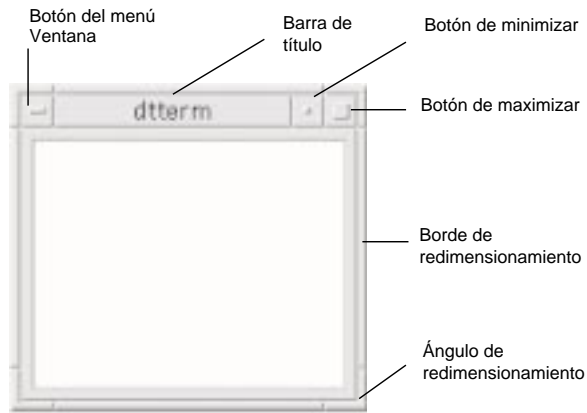 Botón del menú
Ventana
Barra de
título
Botón de minimizar
dtterm
Botón de maximizar
Borde de
redimensionamiento
Ángulo de
redimensionamiento